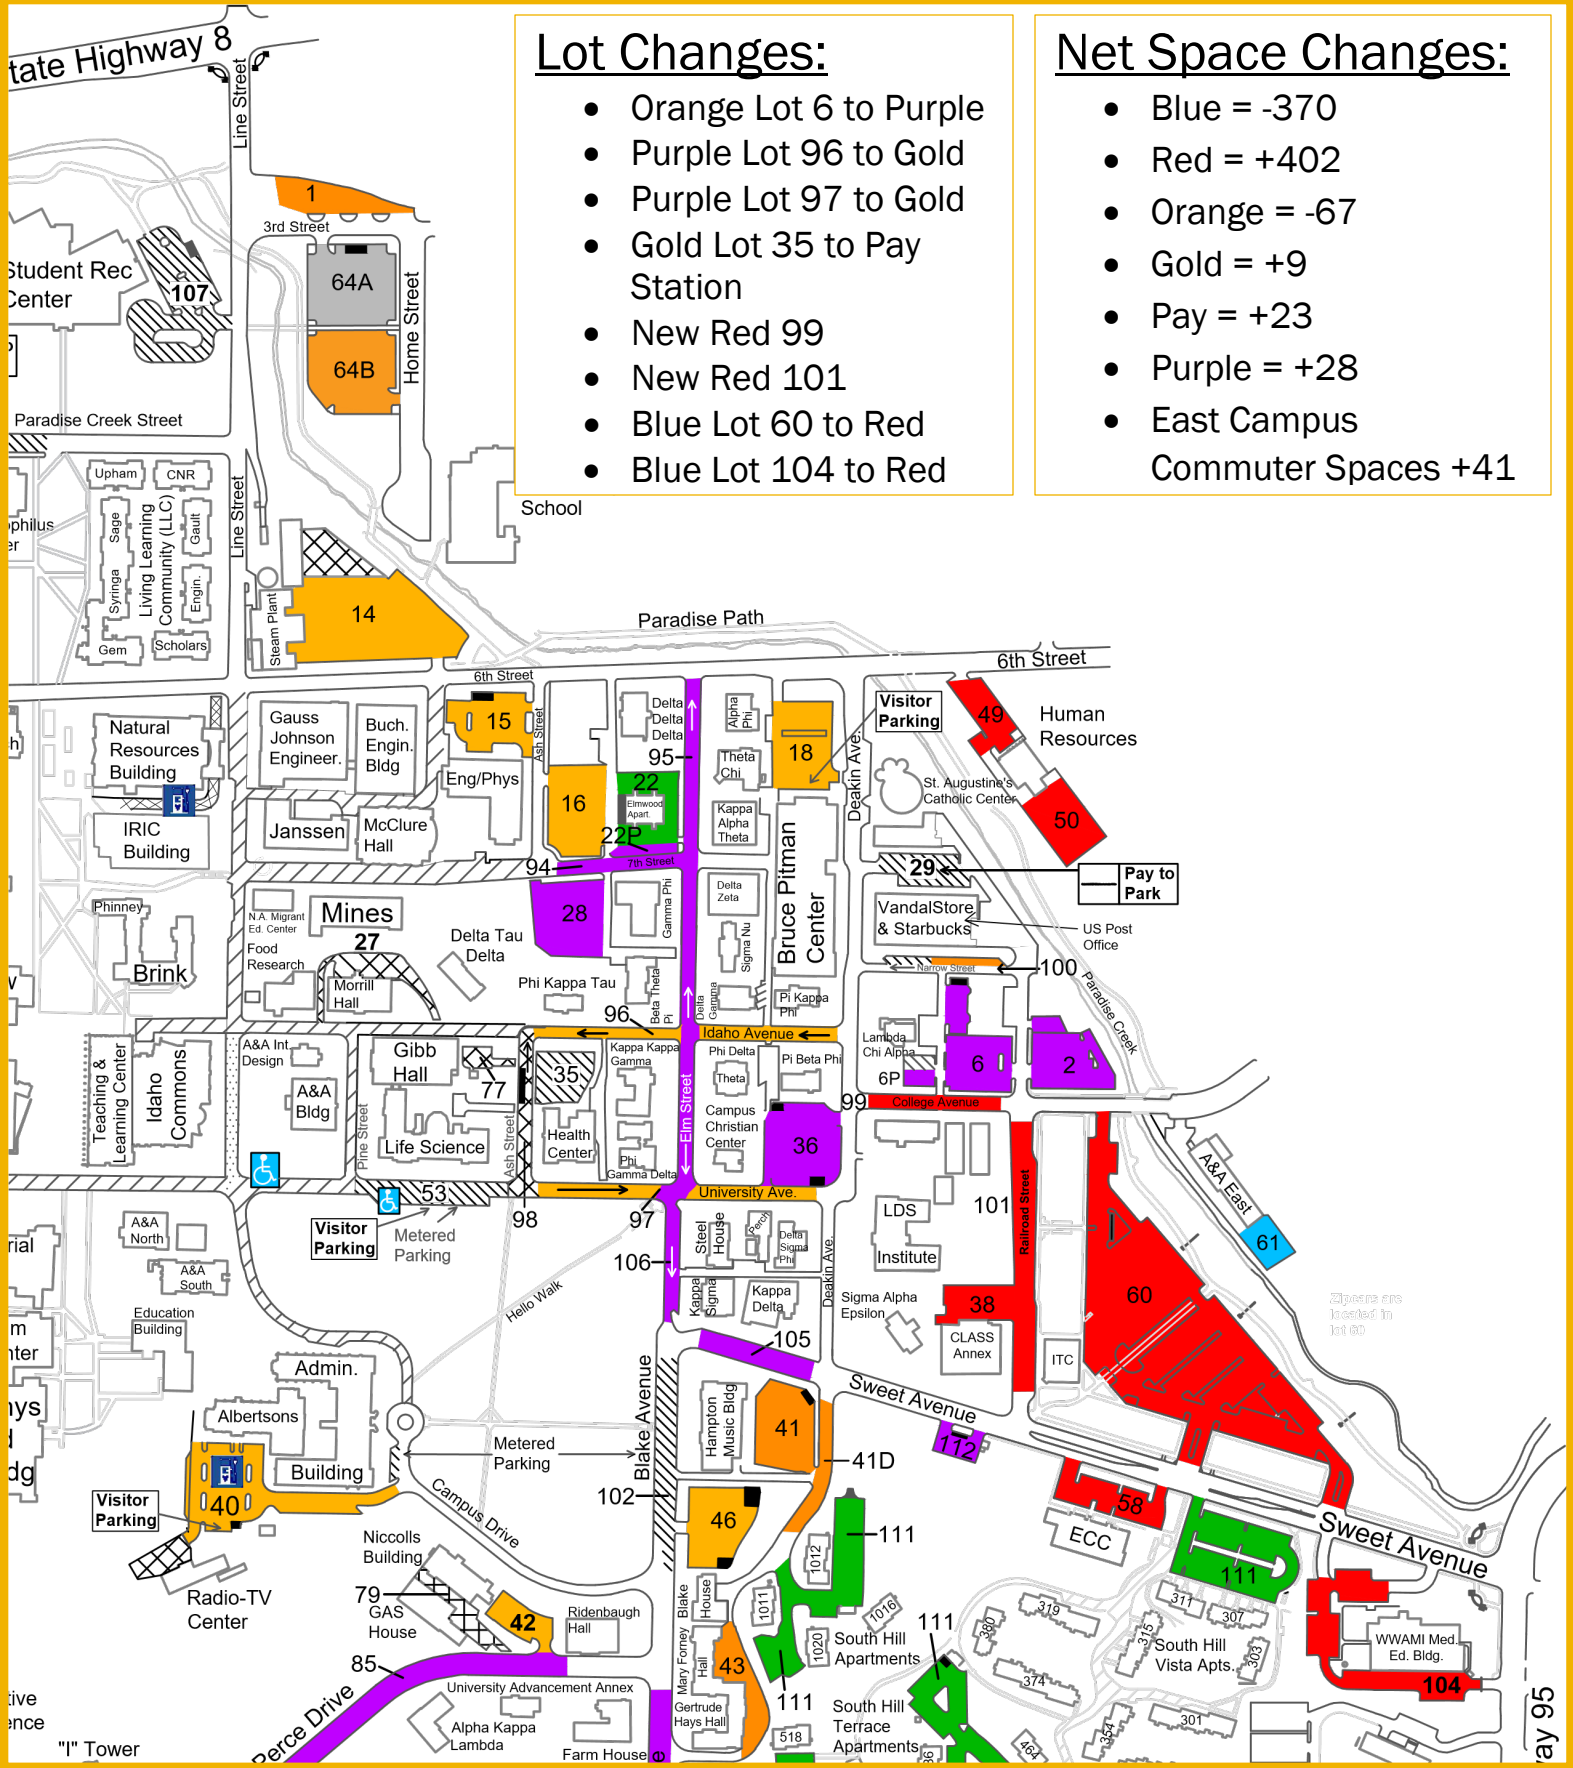 tate Highway 8
Line Street
Lot Changes:
• Orange Lot 6 to Purple
• Purple Lot 96 to Gold
• Purple Lot 97 to Gold
• Gold Lot 35 to Pay
Station
• New Red 99
• New Red 101
• Blue Lot 60 to Red
• Blue Lot 104 to Red
Net Space Changes:
• Blue = -370
• Red = +402
• Orange = -67
• Gold = +9
• Pay = +23
• Purple = +28
• East Campus
Commuter Spaces +41
1
3rd Street
Student Rec
Center
107
64A
64B
Home Street
Paradise Creek Street
Upham
CNR
Sage
Gault
Living Learning
Community (LLC)
Syringa
Engin.
Gem
Scholars
Line Street
ophilus
er
School
14
Steam Plant
Paradise Path
6th Street
6th Street
Natural
Resources
Building
IRIC
Building
Gauss
Johnson
Engineer.
Buch.
Engin.
Bldg
15
Ash Street
Eng/Phys
Janssen
McClure
Hall
16
Delta
Delta
Delta
95
22
Elmwood
Apart.
22P
7th Street
94
Alpha
Phi
Theta
Chi
Kappa
Alpha
Theta
18
Visitor
Parking
Deakin Ave.
49
Human
Resources
St. Augustine's
Catholic Center
50
29
Pay to
Park
VandalStore
& Starbucks
US Post
Office
Bruce Pitman
Center
Phinney
Brink
N.A. Migrant
Ed. Center
Mines
27
Food
Research
Morrill
Hall
Delta Tau
Delta
28
Gamma Phi
Phi Kappa Tau
Beta Theta
Pi
Delta
Zeta
Sigma Nu
Delta
Gamma
Pi Kappa
Phi
Narrow Street
100
Paradise Creek
96
Idaho Avenue
Teaching &
Learning Center
Idaho
Commons
A&A Int.
Design
A&A
Bldg
Gibb
Hall
77
Life Science
Pine Street
Ash Street
35
Health
Center
Kappa Kappa
Gamma
Phi
Gamma Delta
Elm Street
Phi Delta
Theta
Pi Beta Phi
Campus
Christian
Center
36
Lambda
Chi Alpha
6P
6
2
99
College Avenue
53
Visitor
Parking
Metered
Parking
98
97
University Ave.
106
Steel
House
Perch
Delta
Sigma
Phi
Kappa
Sigma
Kappa
Delta
Deakin Ave.
LDS
Institute
101
Railroad Street
A&A East
61
60
Zipcars are
located in
lot 60
A&A
North
A&A
South
Education
Building
Hello Walk
Sigma Alpha
Epsilon
38
CLASS
Annex
ITC
105
Sweet Avenue
Admin.
Albertsons
Building
Blake Avenue
Hampton
Music Bldg
41
41D
112
Metered
Parking
40
Visitor
Parking
Campus Drive
102
46
111
58
ECC
Sweet Avenue
111
Radio-TV
Center
Niccolls
Building
79
GAS
House
42
Ridenbaugh
Hall
Blake
House
1011
1012
1016
1020
South Hill
Apartments
111
319
380
374
311
307
315
303
South Hill
Vista Apts.
WWAMI Med.
Ed. Bldg.
104
Mary Forney
Hall
43
111
85
Perce Drive
University Advancement Annex
Alpha Kappa
Lambda
Farm House
Gertrude
Hays Hall
518
South Hill
Terrace
Apartments
464
354
301
"I" Tower
ay 95